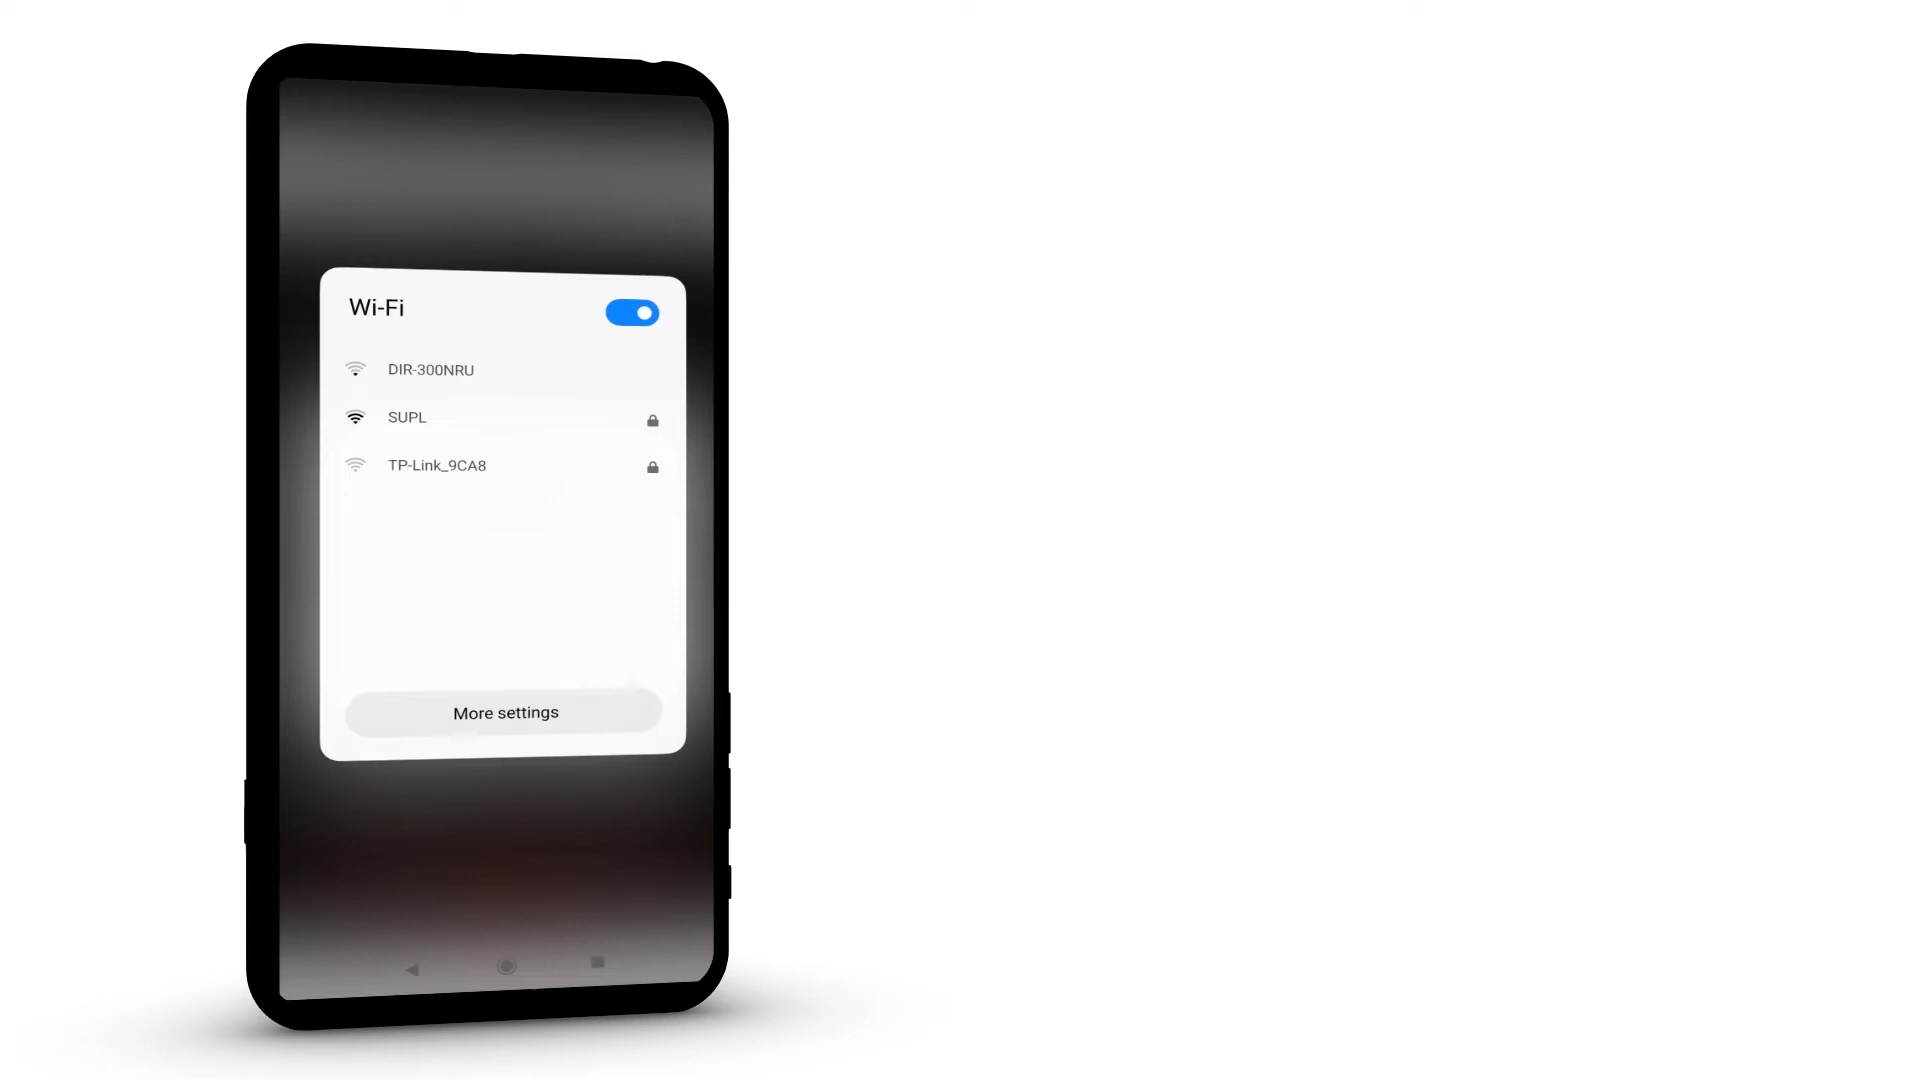 Wi-Fi
DIR-300NRU
SUPL
TP-Link_9CA8
More settings